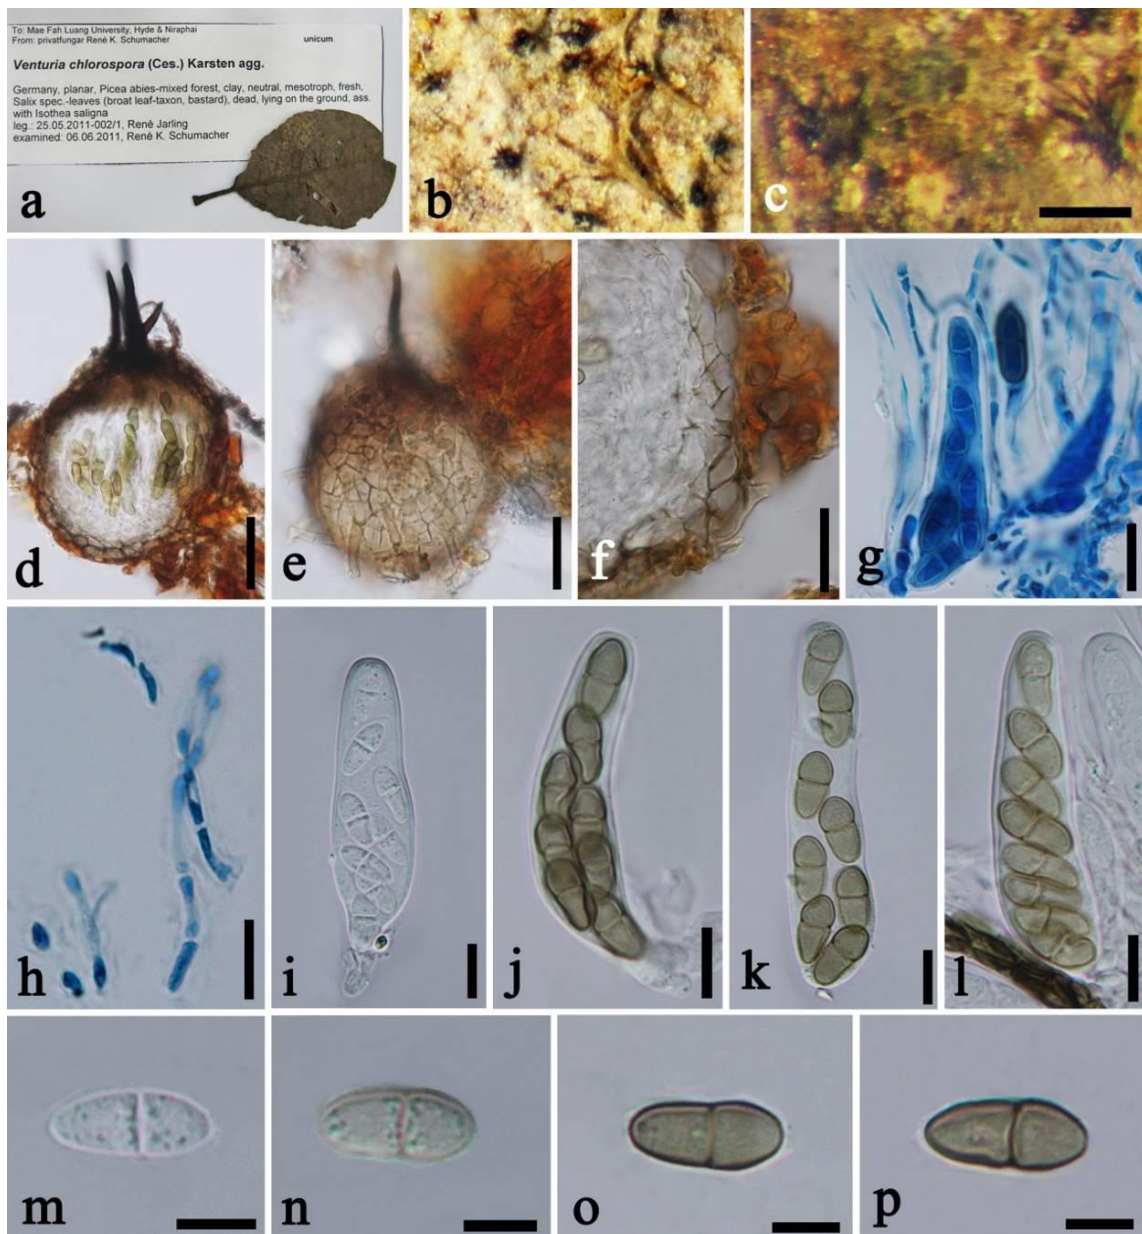 To: Mae Fah Luang University, Hyde & Niraphai
From: privatfungar René K. Schumacher unicum
Venturia chlorospora (Ces.) Karsten agg.
Germany, planar, Picea abies-mixed forest, clay, neutral, mesotroph, fresh,
Salix spec.-leaves (broat leaf-taxon, bastard), dead, lying on the ground, ass.
with Isothea saligna
leg.: 25.05.2011-002/1, René Jarling
examined: 06.06.2011, René K. Schumacher
a b c
d e f g
h i j k l
m n o p